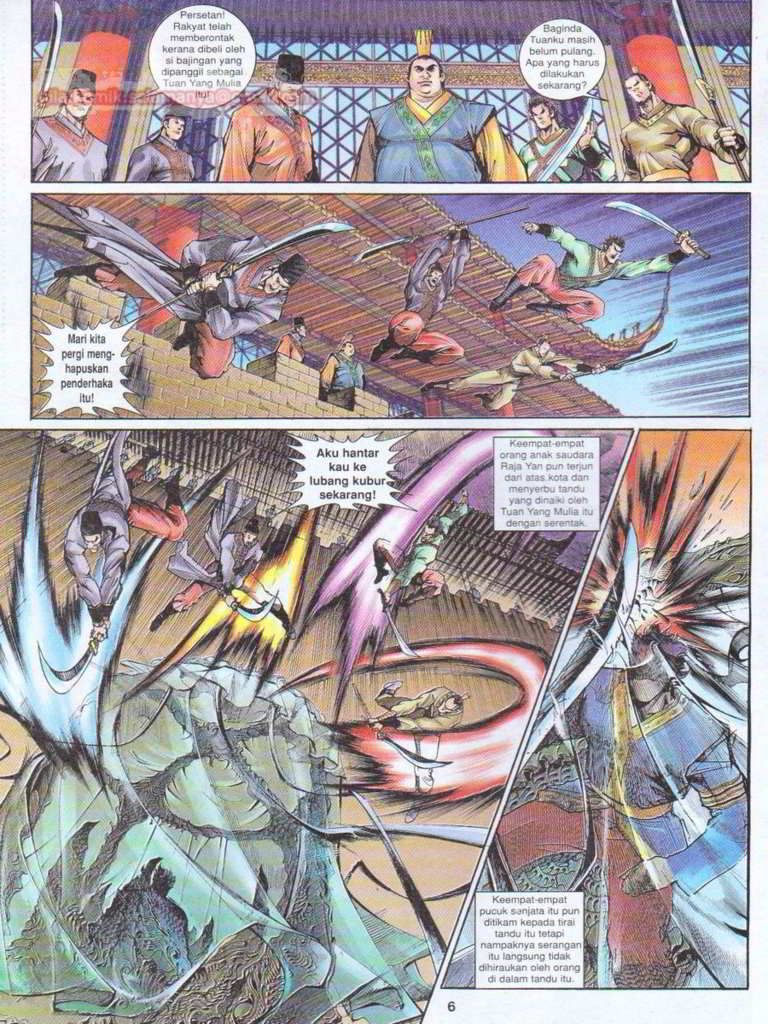 Persetan!
Rakyat telah
memberontak
kerana dibeli oleh
si bajingan yang
dipanggil sebagai
Tuan Yang Mulia
itu!
Baginda
Tuanku masih
belum pulang.
Apa yang harus
dilakukan
sekarang?
Mari kita
pergi meng-
hapuskan
penderhaka
itu!
Aku hantar
kau ke
lubang kubur
sekarang!
Keempat-empat
orang anak saudara
Raja Yan pun terjun
dari atas kota dan
menyerbu tandu
yang dinaiki oleh
Tuan Yang Mulia itu
dengan serentak.
Keempat-empat
pucuk senjata itu pun
ditikam kepada tirai
tandu itu tetapi
nampaknya serangan
itu langsung tidak
dihiraukan oleh orang
di dalam tandu itu.
6